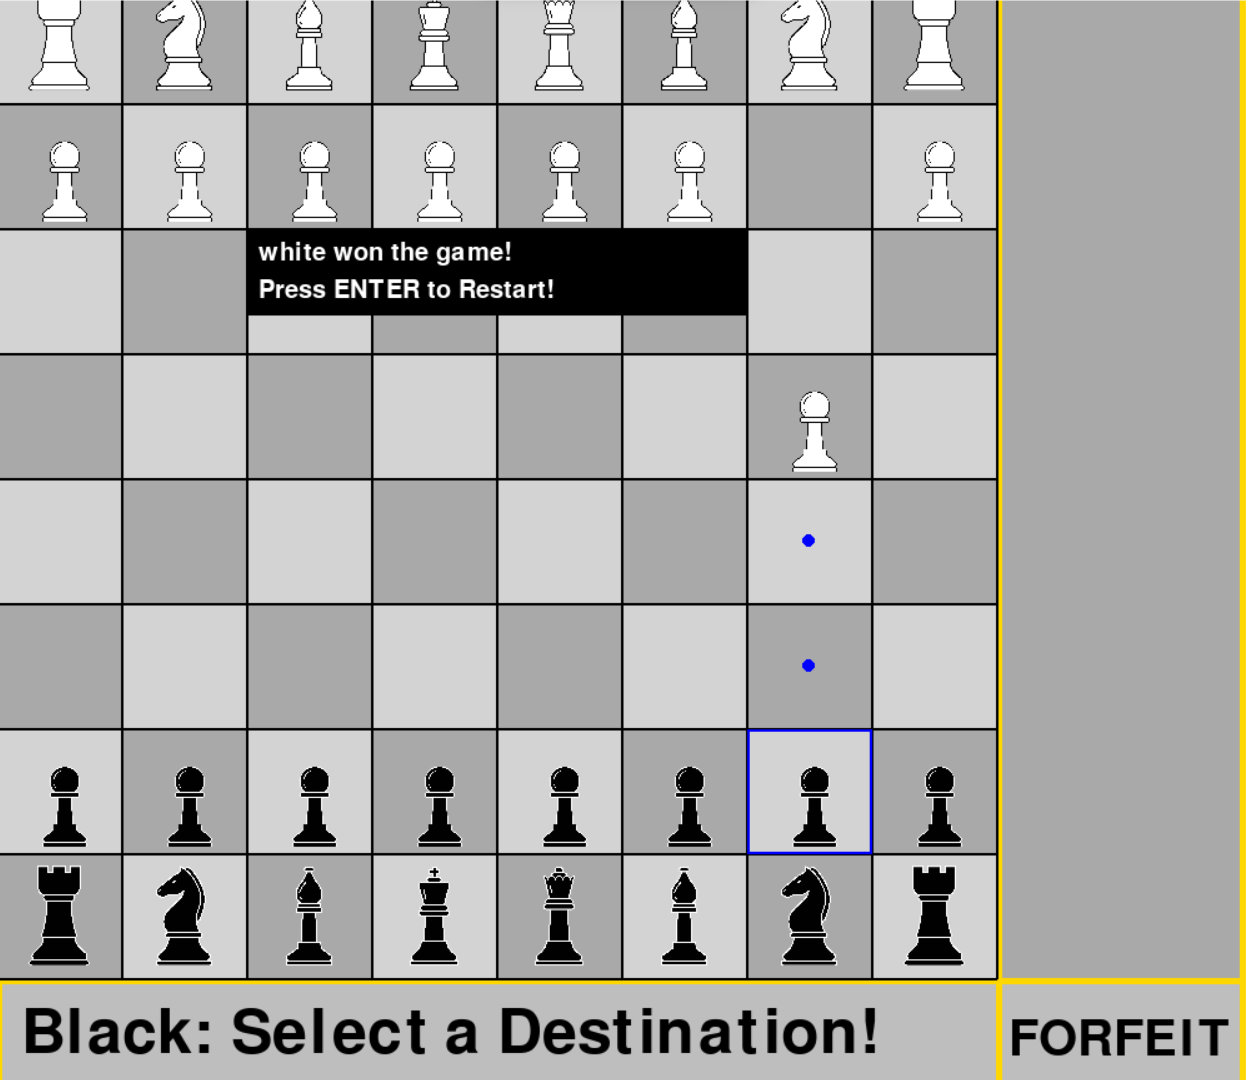 white won the game!
Press ENTER to Restart!
Black: Select a Destination!
FORFEIT